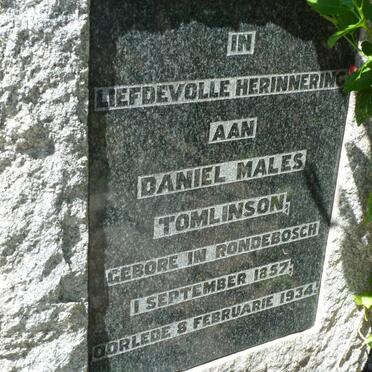 IN
LIEFDEVOLLE HERINNERING
AAN
DANIEL MALES
TOMLINSON,
GEBORE IN RONDEBOSCH
1 SEPTEMBER 1857;
OORLEDE 8 FEBRUARIE 1934.